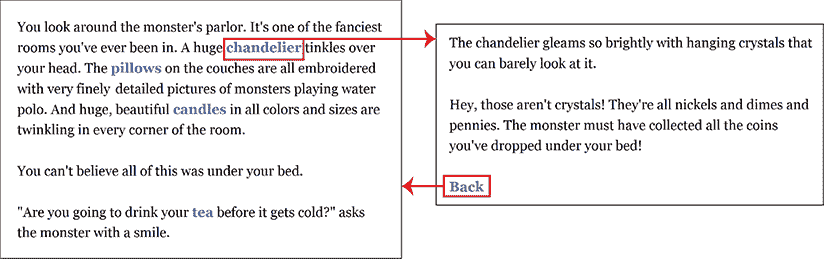 You look around the monster's parlor. It's one of the fanciest
rooms you've ever been in. A huge chandelier tinkles over
your head. The pillows on the couches are all embroidered
with very finely detailed pictures of monsters playing water
polo. And huge, beautiful candles in all colors and sizes are
twinkling in every corner of the room.
You can't believe all of this was under your bed.
"Are you going to drink your tea before it gets cold?" asks
the monster with a smile.
The chandelier gleams so brightly with hanging crystals that
you can barely look at it.
Hey, those aren't crystals! They're all nickels and dimes and
pennies. The monster must have collected all the coins
you've dropped under your bed!
Back